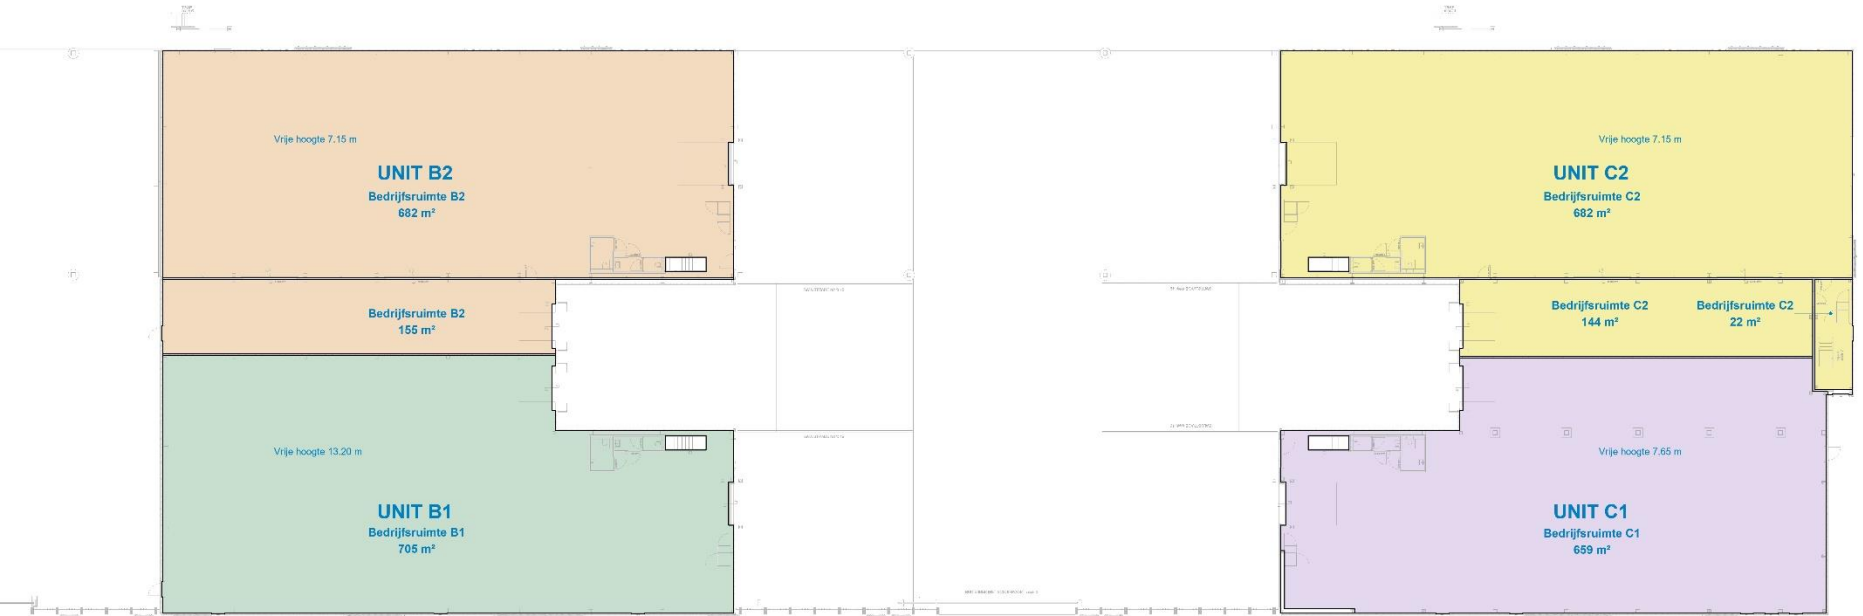 Vrije hoogte 7.15 m
UNIT B2
Bedrijfsruimte B2
682 m²
Bedrijfsruimte B2
155 m²
Vrije hoogte 13.20 m
UNIT B1
Bedrijfsruimte B1
705 m²
Vrije hoogte 7.15 m
UNIT C2
Bedrijfsruimte C2
682 m²
Bedrijfsruimte C2
144 m²
Bedrijfsruimte C2
22 m²
Vrije hoogte 7.65 m
UNIT C1
Bedrijfsruimte C1
659 m²